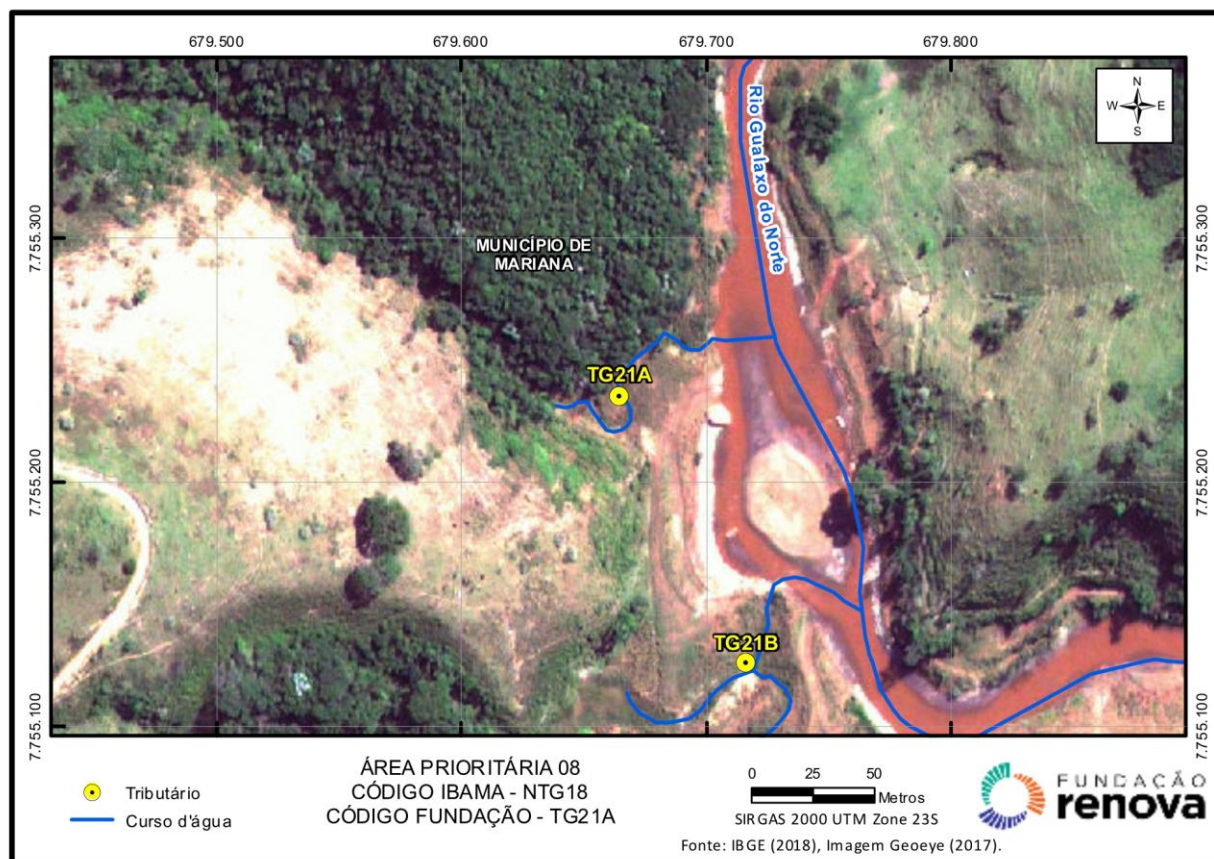 679.500
679.600
679.700
679.800
N
W
E
S
Rio Gualaxo do Norte
7.755.300
7.755.300
MUNICÍPIO DE
MARIANA
TG21A
7.755.200
7.755.200
TG21B
7.755.100
7.755.100
Tributário
Curso d'água
ÁREA PRIORITÁRIA 08
CÓDIGO IBAMA - NTG18
CÓDIGO FUNDAÇÃO - TG21A
0 25 50
Metros
SIRGAS 2000 UTM Zone 23S
Fonte: IBGE (2018), Imagem Geoeye (2017).
FUNDAÇÃO
renova